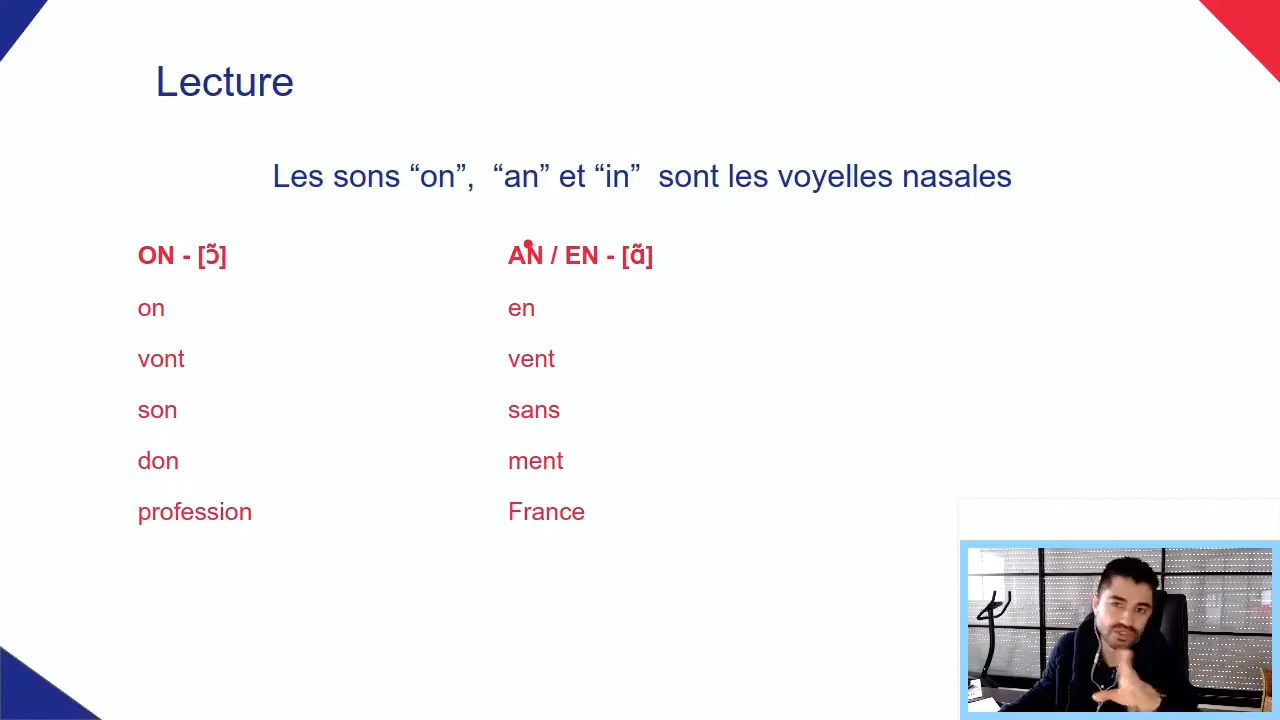 Lecture
Les sons “on”, “an” et “in” sont les voyelles nasales
ON - [ɔ̃]
on
vont
son
don
profession
AN / EN - [ɑ̃]
en
vent
sans
ment
France